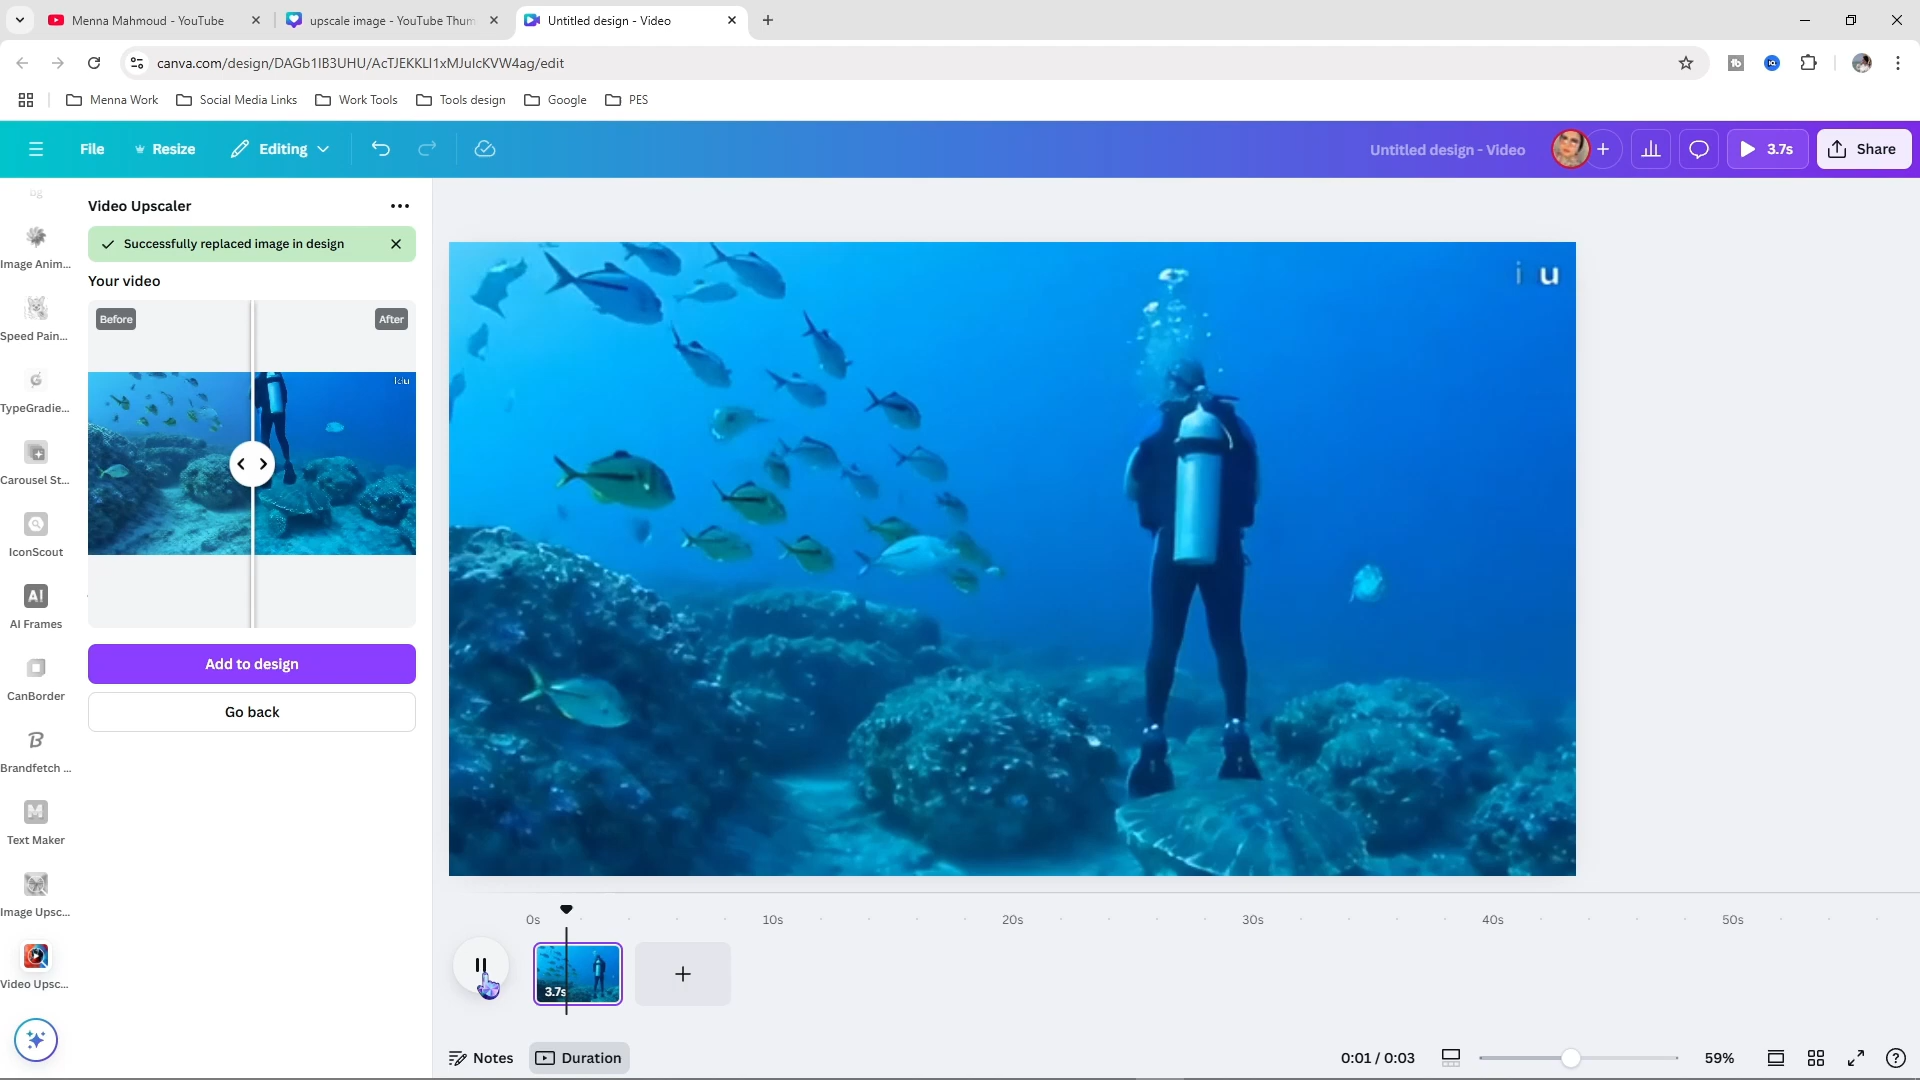 Menna Mahmoud - YouTube
upscale image - YouTube Thum
Untitled design - Video
canva.com/design/DAGb1IB3UHU/AcTJEKKLI1xMJulcKVW4ag/edit
Menna Work
Social Media Links
Work Tools
Tools design
Google
PES
File
Resize
Editing
Untitled design - Video
3.7s
Share
Video Upscaler
Successfully replaced image in design
Your video
Before
After
Add to design
Go back
Image Anim...
Speed Pain...
TypeGradie...
Carousel St...
IconScout
AI
AI Frames
CanBorder
Brandfetch ...
M
Text Maker
Image Upsc...
Video Upsc...
i u
0s
10s
20s
30s
40s
50s
3.7s
Notes
Duration
0:01 / 0:03
59%